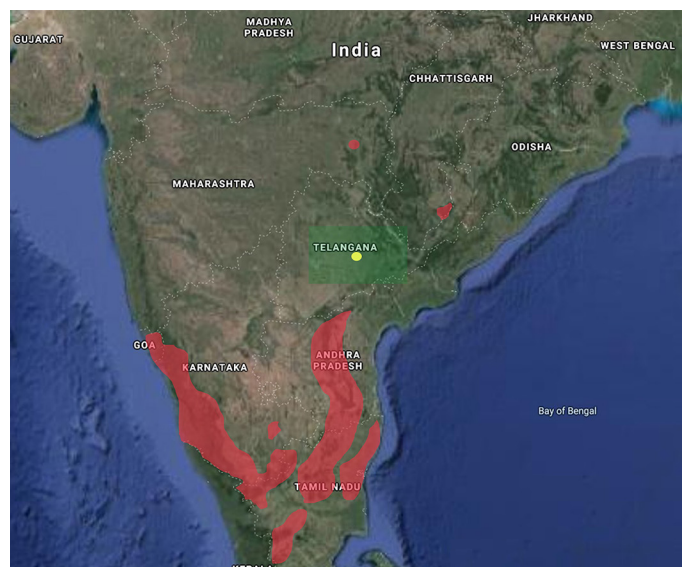 JHARKHAND
MADHYA
PRADESH
GUJARAT
India
WEST BENGAL
CHHATTISGARH
ODISHA
MAHARASHTRA
TELANGANA
GOA
ANDHRA
PRADESH
KARNATAKA
Bay of Bengal
TAMIL NADU
KERALA